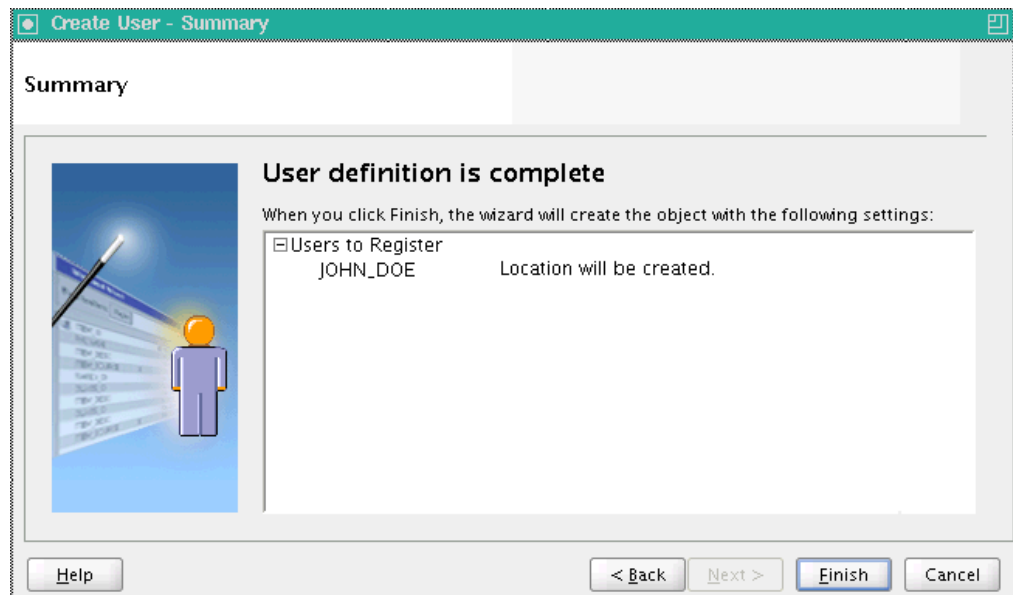 Create User - Summary
Summary
User definition is complete
When you click Finish, the wizard will create the object with the following settings:
Users to Register
JOHN_DOE Location will be created.
Help
< Back
Next >
Finish
Cancel